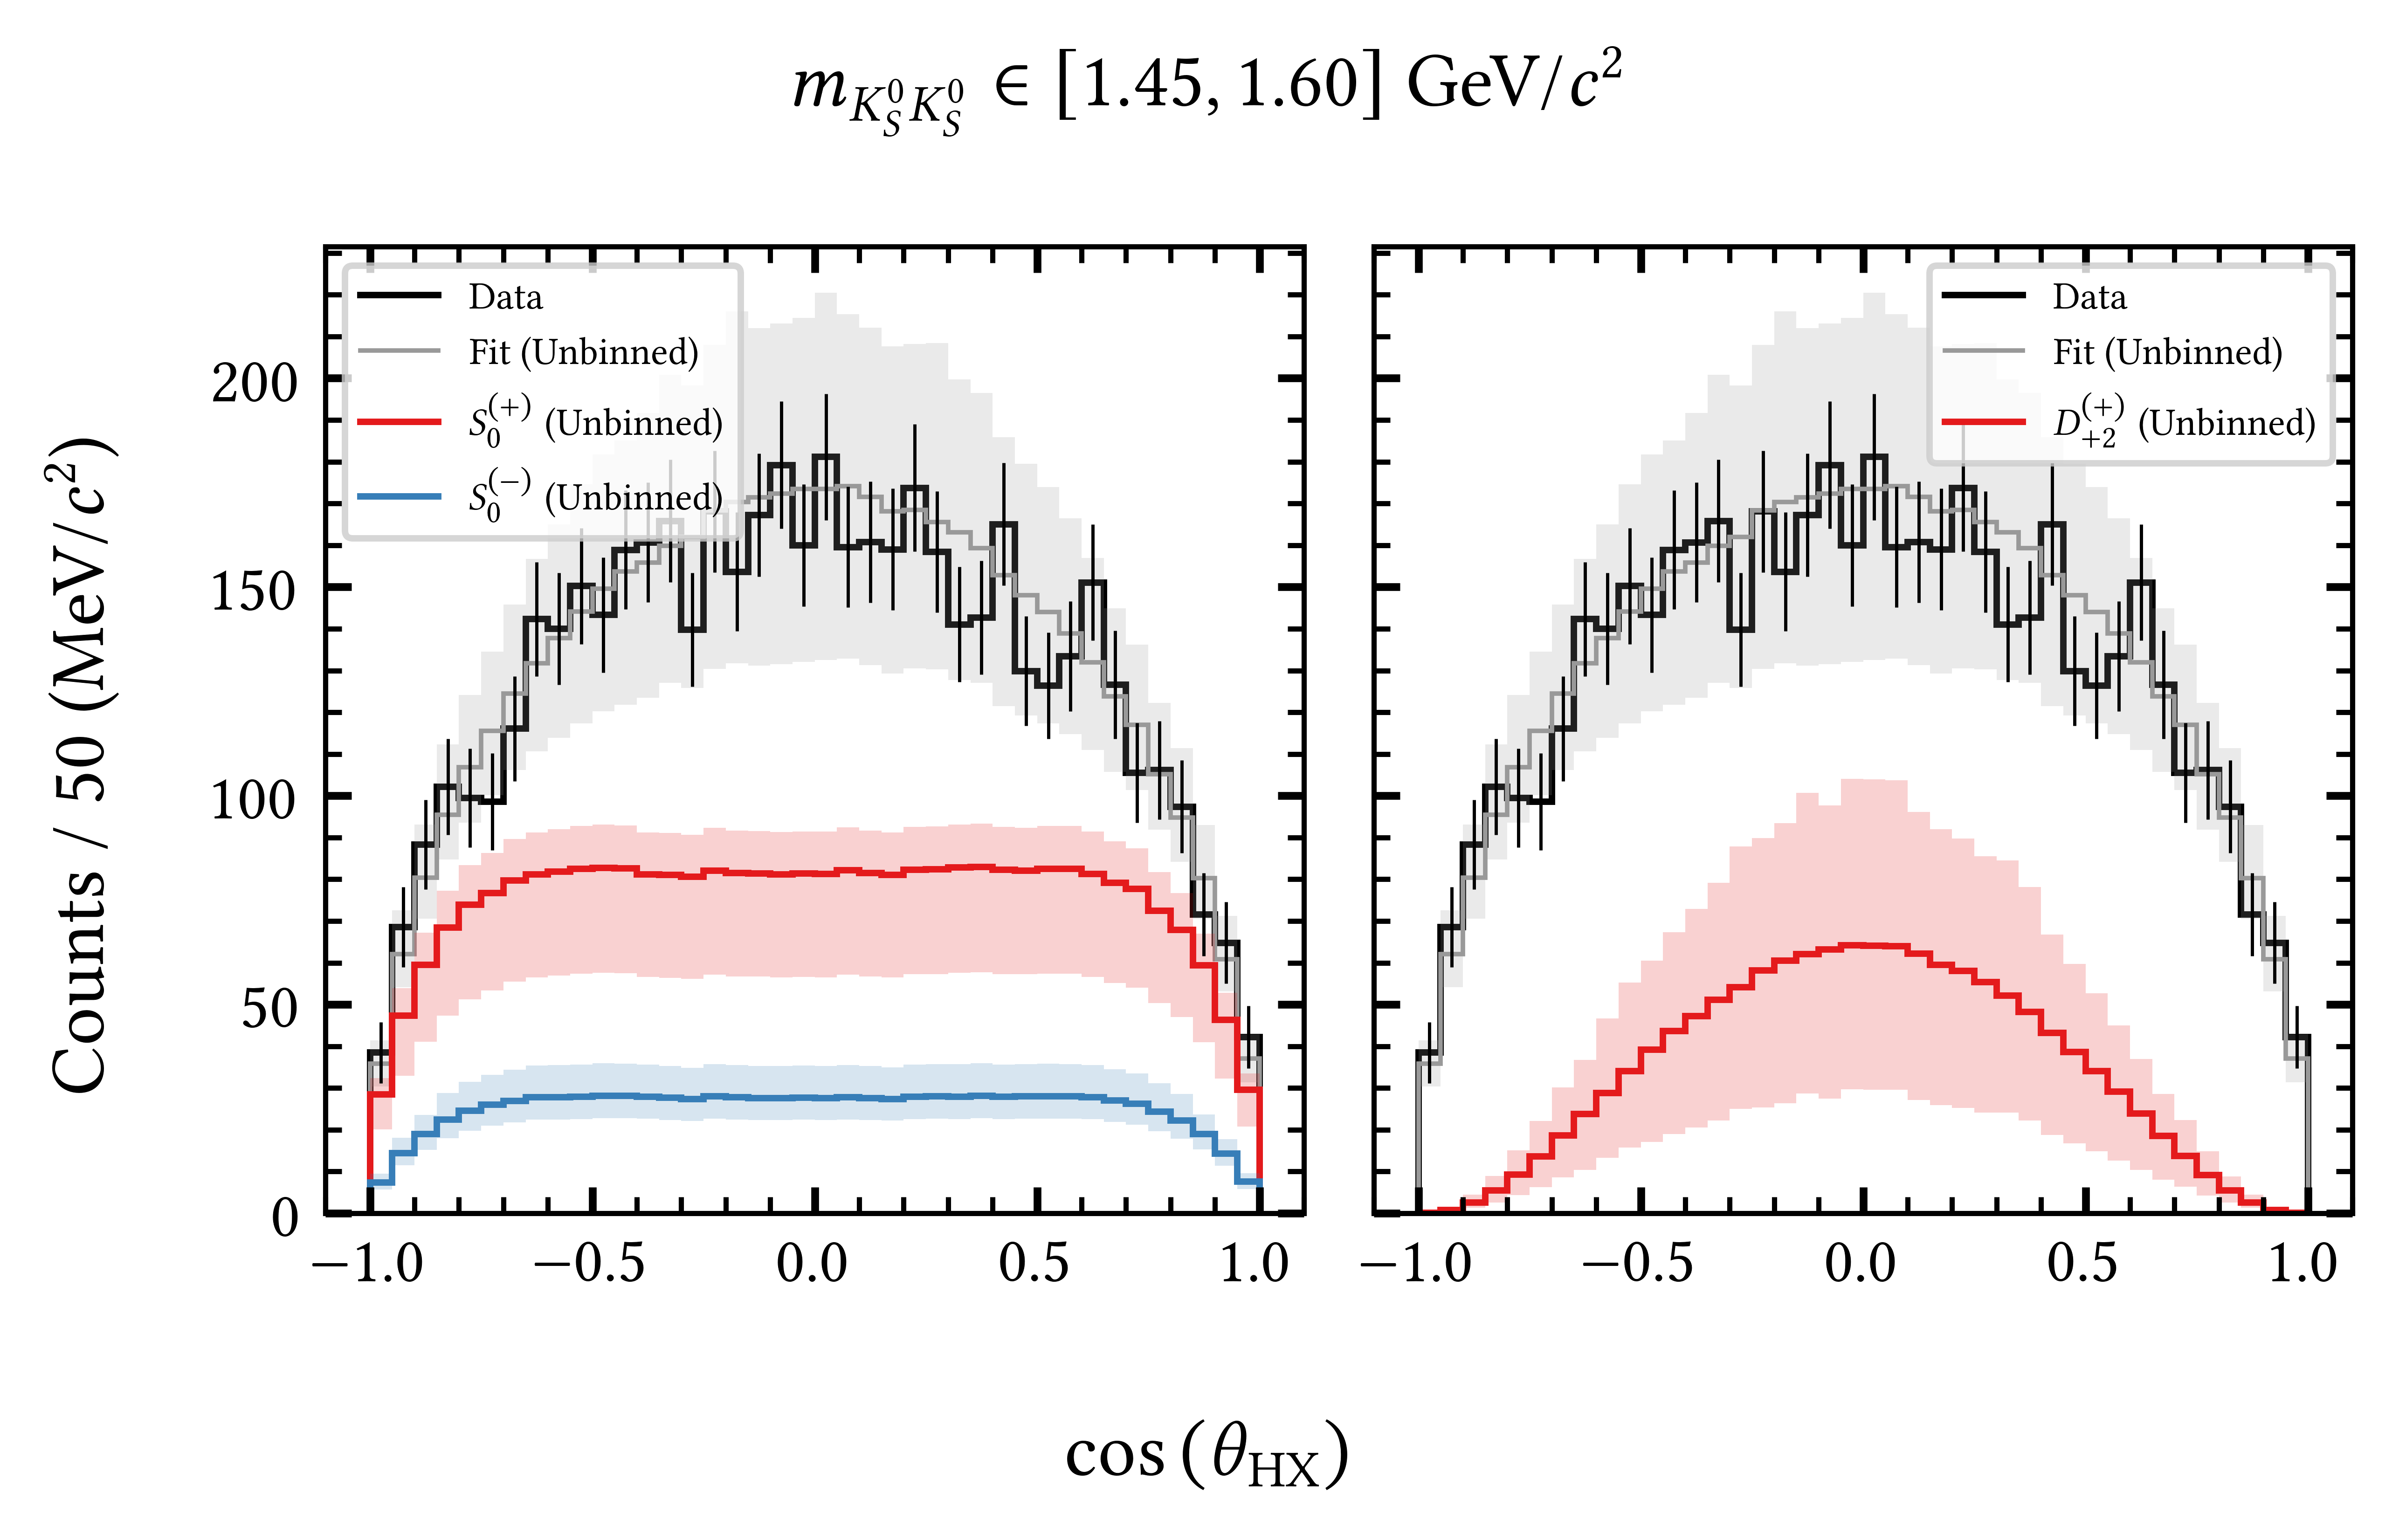 m_{K_S^0 K_S^0} ∈ [1.45, 1.60] GeV/c²
Counts / 50 (MeV/c²)
Data
Fit (Unbinned)
S_0^{(+)} (Unbinned)
S_0^{(−)} (Unbinned)
Data
Fit (Unbinned)
D_{+2}^{(+)} (Unbinned)
200
150
100
50
0
−1.0 −0.5 0.0 0.5 1.0
−1.0 −0.5 0.0 0.5 1.0
cos (θ_{HX})